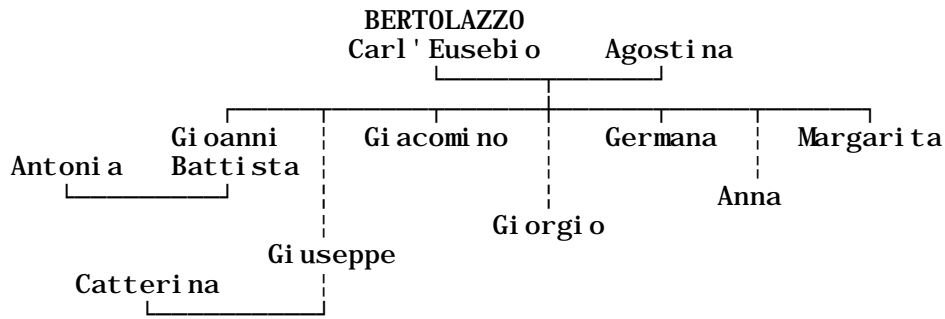 BERTOLAZZO
Carl'Eusebio Agostina
Gioanni Giacomino Germana Margarita
Antonia Battista
Anna
Giorgio
Giuseppe
Catterina